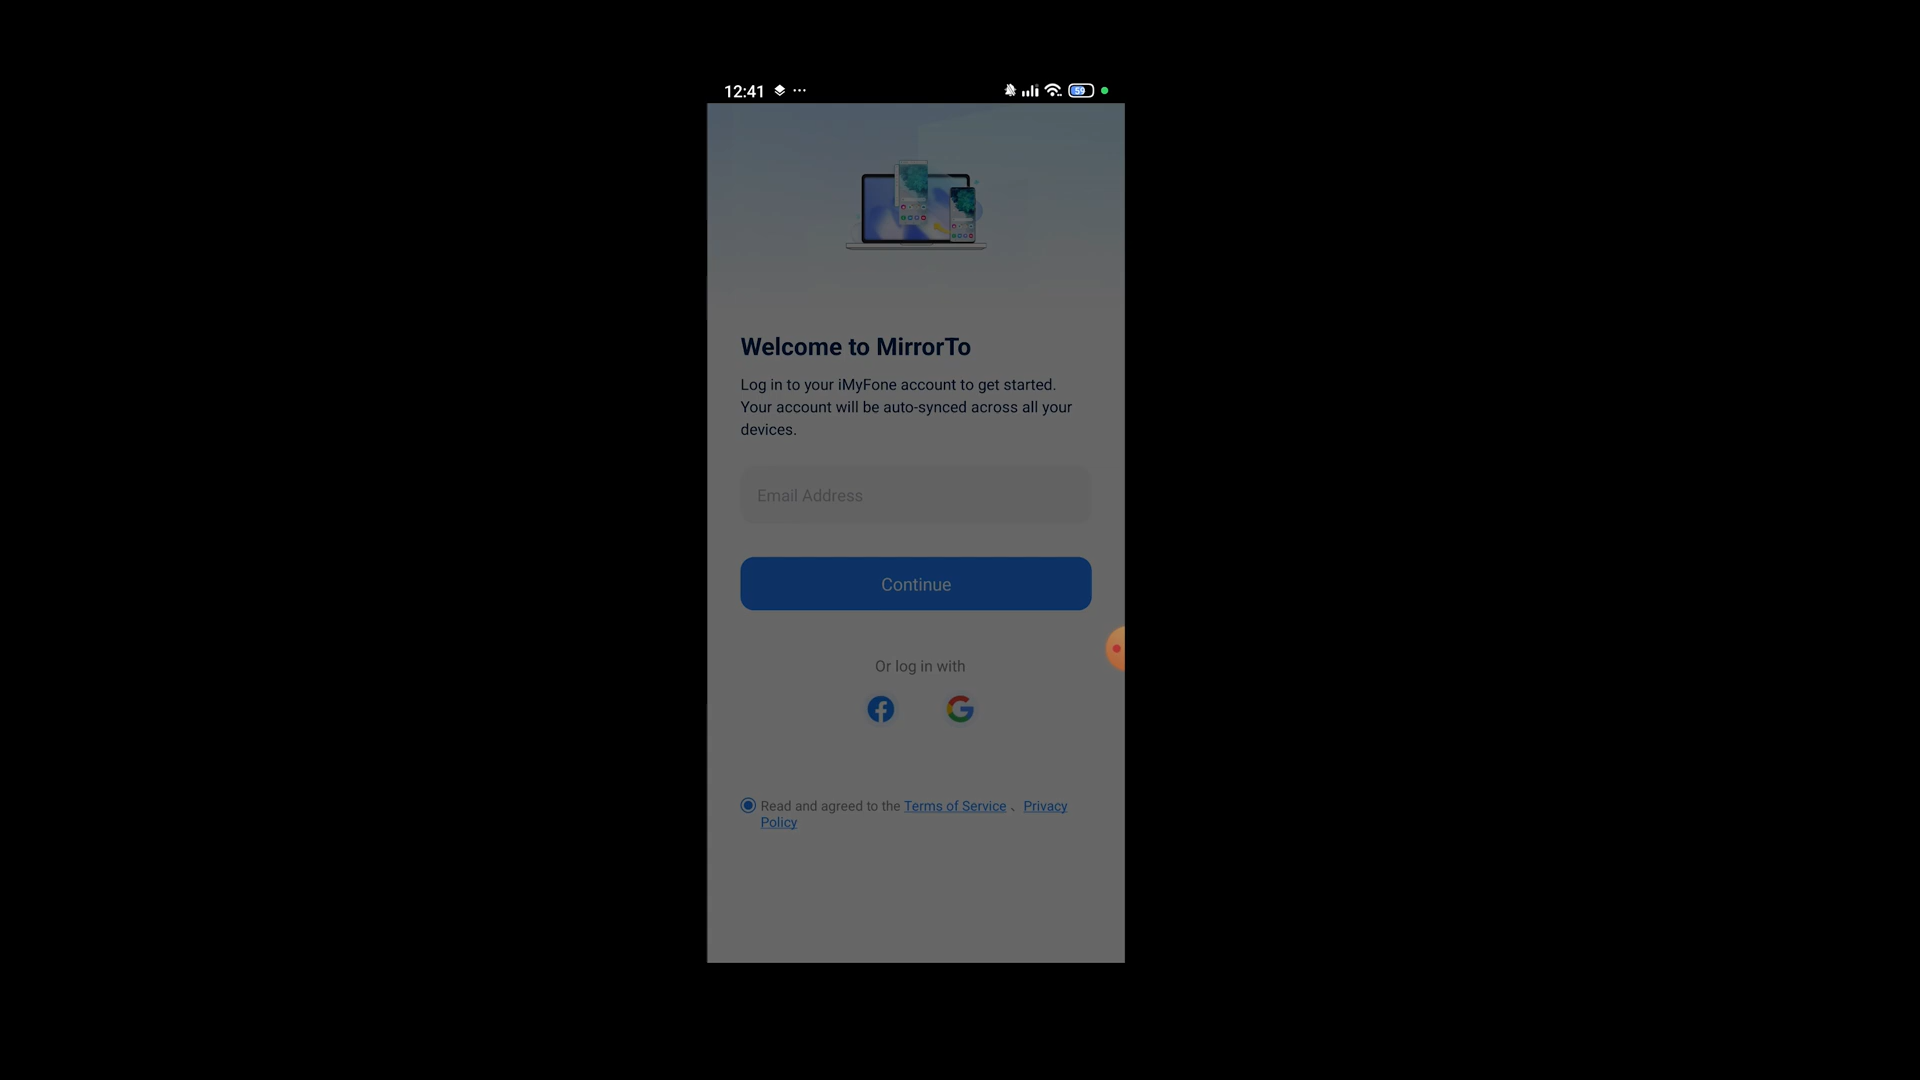 12:41
59
Welcome to MirrorTo
Log in to your iMyFone account to get started.
Your account will be auto-synced across all your
devices.
Email Address
Continue
Or log in with
Read and agreed to the Terms of Service 、 Privacy
Policy